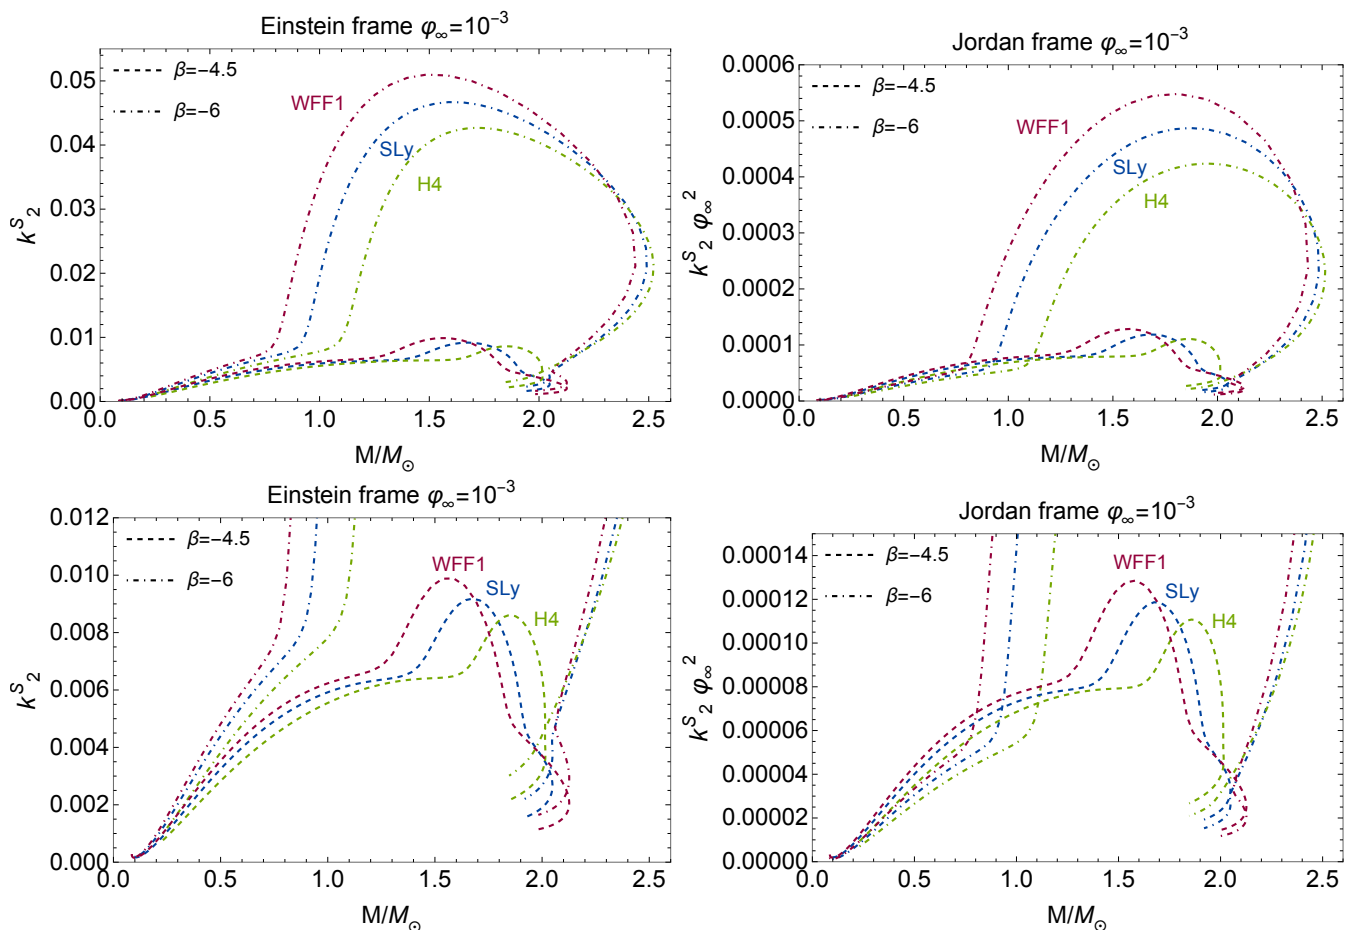 Einstein frame φ∞=10⁻³
β=-4.5
β=-6
WFF1
SLy
H4
0.05
0.04
0.03
0.02
0.01
0.00
k^S_2
0.0 0.5 1.0 1.5 2.0 2.5
M/M⊙
Jordan frame φ∞=10⁻³
β=-4.5
β=-6
WFF1
SLy
H4
0.0006
0.0005
0.0004
0.0003
0.0002
0.0001
0.0000
k^S_2 φ∞²
0.0 0.5 1.0 1.5 2.0 2.5
M/M⊙
Einstein frame φ∞=10⁻³
β=-4.5
β=-6
WFF1
SLy
H4
0.012
0.010
0.008
0.006
0.004
0.002
0.000
k^S_2
0.0 0.5 1.0 1.5 2.0 2.5
M/M⊙
Jordan frame φ∞=10⁻³
β=-4.5
β=-6
WFF1
SLy
H4
0.00014
0.00012
0.00010
0.00008
0.00006
0.00004
0.00002
0.00000
k^S_2 φ∞²
0.0 0.5 1.0 1.5 2.0 2.5
M/M⊙